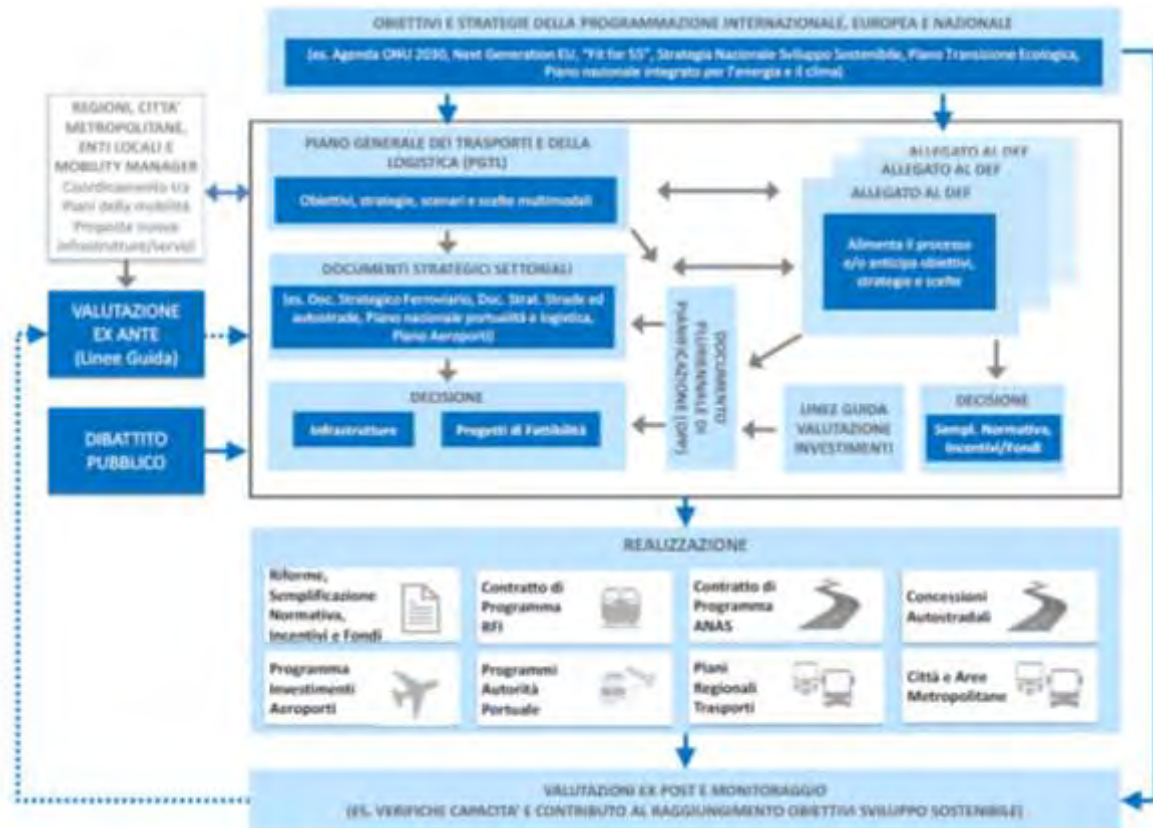 OBIETTIVI E STRATEGIE DELLA PROGRAMMAZIONE INTERNAZIONALE, EUROPEA E NAZIONALE
(es. Agenda ONU 2030, Next Generation EU, "Fit for 55", Strategia Nazionale Sviluppo Sostenibile, Piano Transizione Ecologica,
Piano nazionale integrato per l'energia e il clima)
REGIONI, CITTA'
METROPOLITANE,
ENTI LOCALI E
MOBILITY MANAGER
Coordinamento tra
Piani della mobilità
Proposte nuove
infrastrutture/servizi
VALUTAZIONE
EX ANTE
(Linee Guida)
DIBATTITO
PUBBLICO
PIANO GENERALE DEI TRASPORTI E DELLA
LOGISTICA (PGTL)
Obiettivi, strategie, scenari e scelte multimodali
DOCUMENTI STRATEGICI SETTORIALI
(es. Doc. Strategico Ferroviario, Doc. Strat. Strade ed
autostrade, Piano nazionale portualità e logistica,
Piano Aeroporti)
DECISIONE
Infrastrutture
Progetti di Fattibilità
DOCUMENTO
PLURIENNALE DI
PIANIFICAZIONE (DPP)
ALLEGATO AL DEF
ALLEGATO AL DEF
ALLEGATO AL DEF
Alimenta il processo
e/o anticipa obiettivi,
strategie e scelte
LINEE GUIDA
VALUTAZIONE
INVESTIMENTI
DECISIONE
Sempl. Normativa,
Incentivi/Fondi
REALIZZAZIONE
Riforme,
Semplificazione
Normativa,
Incentivi e Fondi
Contratto di
Programma
RFI
Contratto di
Programma
ANAS
Concessioni
Autostradali
Programma
Investimenti
Aeroporti
Programmi
Autorità
Portuale
Piani
Regionali
Trasporti
Città e Aree
Metropolitane
VALUTAZIONI EX POST E MONITORAGGIO
(ES. VERIFICHE CAPACITA' E CONTRIBUTO AL RAGGIUNGIMENTO OBIETTIVI SVILUPPO SOSTENIBILE)